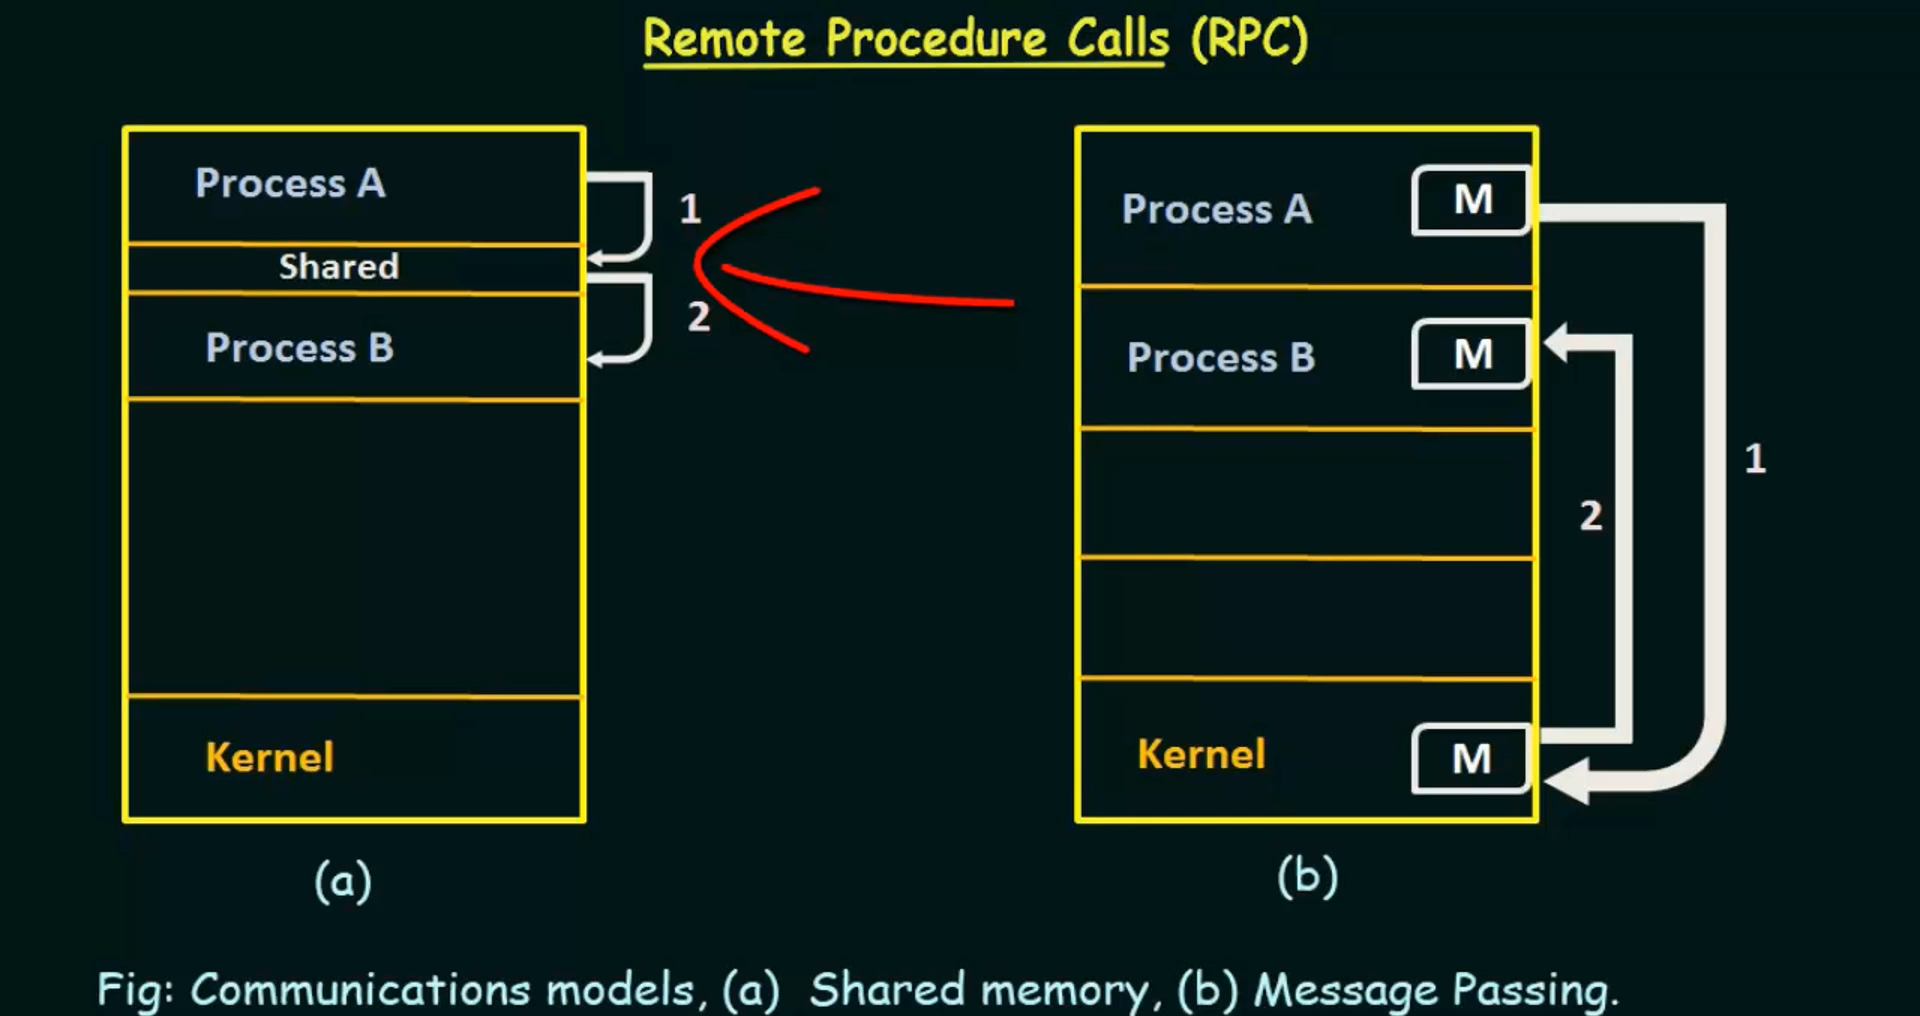 Remote Procedure Calls (RPC)
Process A
1
Shared
2
Process B
Kernel
(a)
Process A M
Process B M
1
2
Kernel M
(b)
Fig: Communications models, (a) Shared memory, (b) Message Passing.